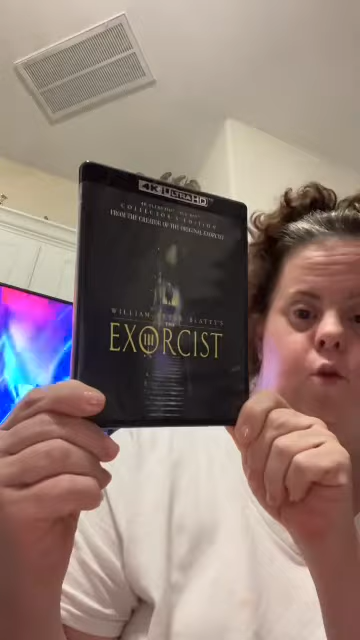 4K ULTRA HD
COLLECTOR'S EDITION
FROM THE CREATOR OF THE ORIGINAL EXORCIST
WILLIAM PETER BLATTY'S
THE
EXORCIST
III